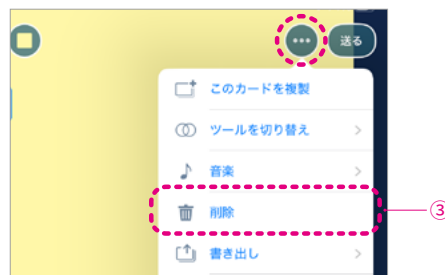 送る
このカードを複製
ツールを切り替え
音楽
削除
③
書き出し